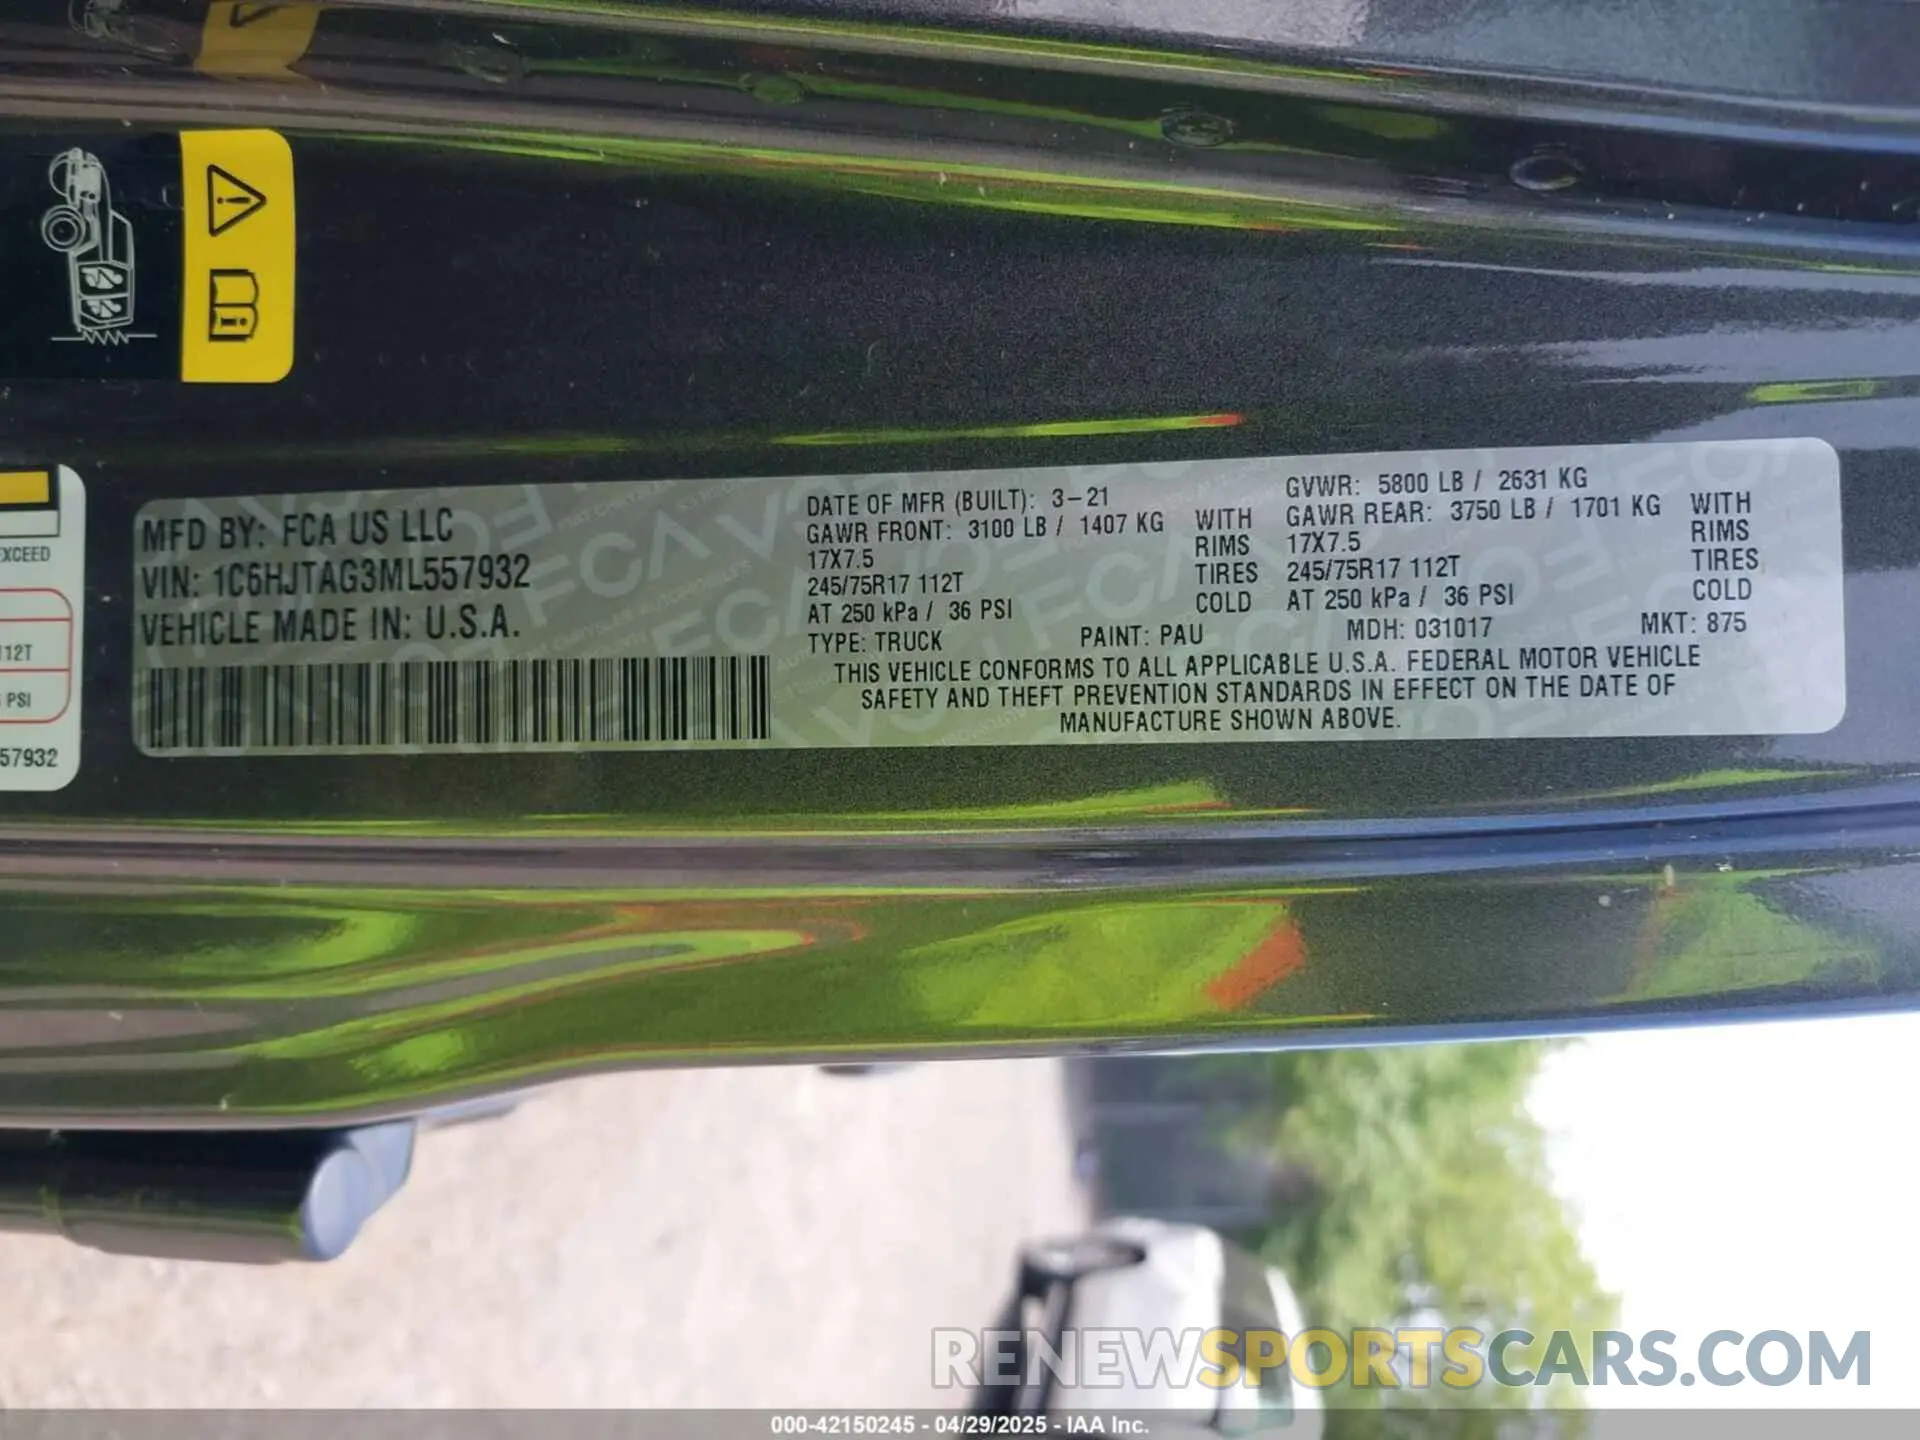 MFD BY: FCA US LLC
VIN: 1C6HJTAG3ML557932
VEHICLE MADE IN: U.S.A.
DATE OF MFR (BUILT): 3-21
GAWR FRONT: 3100 LB / 1407 KG WITH
17X7.5 RIMS
245/75R17 112T TIRES
AT 250 kPa / 36 PSI COLD
GVWR: 5800 LB / 2631 KG
GAWR REAR: 3750 LB / 1701 KG WITH
17X7.5 RIMS
245/75R17 112T TIRES
AT 250 kPa / 36 PSI COLD
TYPE: TRUCK PAINT: PAU MDH: 031017 MKT: 875
THIS VEHICLE CONFORMS TO ALL APPLICABLE U.S.A. FEDERAL MOTOR VEHICLE
SAFETY AND THEFT PREVENTION STANDARDS IN EFFECT ON THE DATE OF
MANUFACTURE SHOWN ABOVE.
EXCEED
112T
PSI
57932
RENEWSPORTSCARS.COM
000-42150245 - 04/29/2025 - IAA Inc.